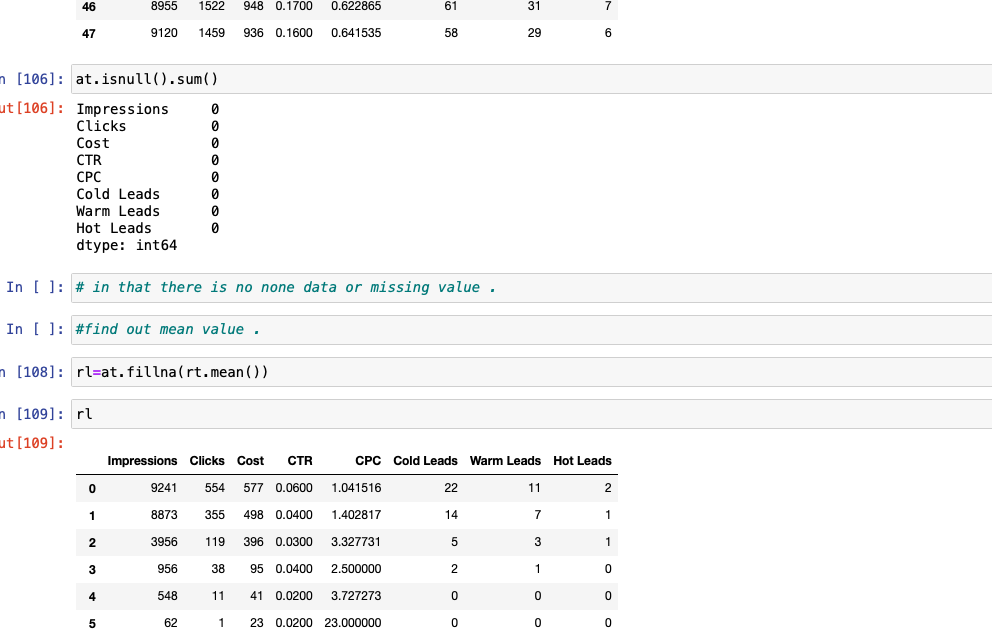 46 8955 1522 948 0.1700 0.622865 61 31 7
47 9120 1459 936 0.1600 0.641535 58 29 6
n [106]: at.isnull().sum()
ut[106]:
Impressions 0
Clicks 0
Cost 0
CTR 0
CPC 0
Cold Leads 0
Warm Leads 0
Hot Leads 0
dtype: int64
In [ ]: # in that there is no none data or missing value .
In [ ]: #find out mean value .
n [108]: rl=at.fillna(rt.mean())
n [109]: rl
ut[109]:
Impressions Clicks Cost CTR CPC Cold Leads Warm Leads Hot Leads
0 9241 554 577 0.0600 1.041516 22 11 2
1 8873 355 498 0.0400 1.402817 14 7 1
2 3956 119 396 0.0300 3.327731 5 3 1
3 956 38 95 0.0400 2.500000 2 1 0
4 548 11 41 0.0200 3.727273 0 0 0
5 62 1 23 0.0200 23.000000 0 0 0